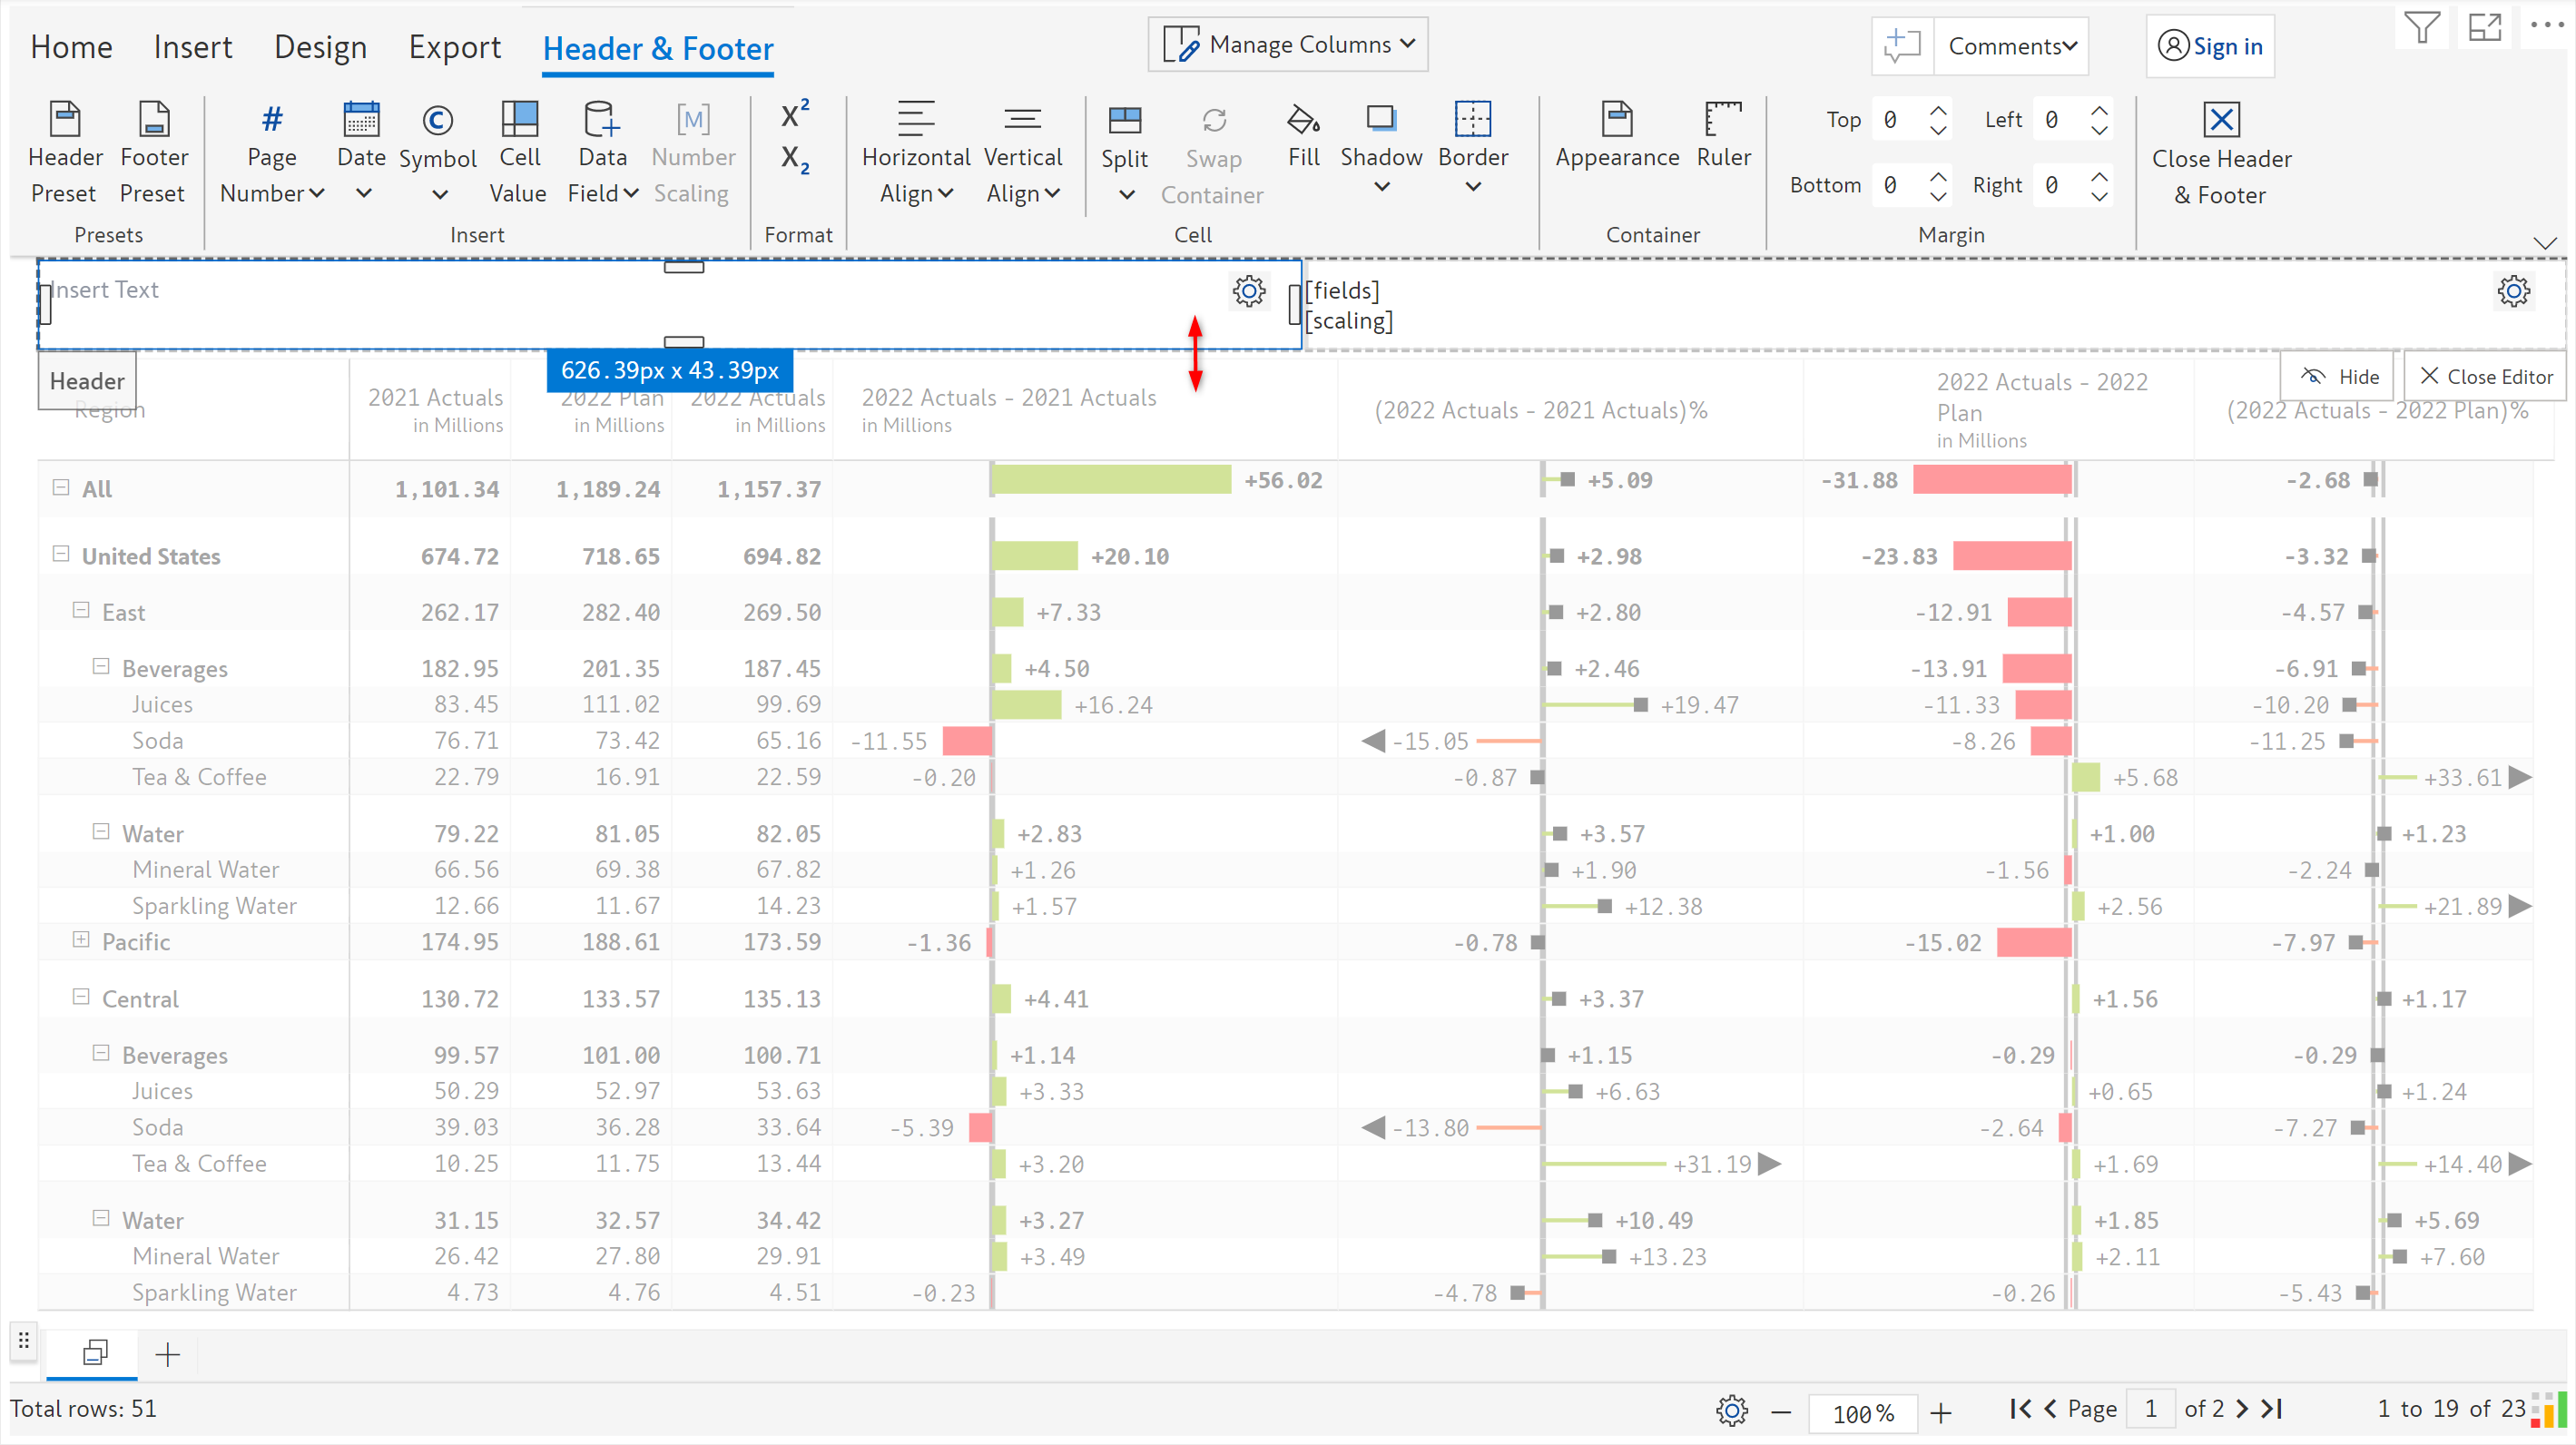 Home Insert Design Export Header & Footer Manage Columns Comments Sign in
Header Preset
Footer Preset
Presets
# Page Number
Date
Symbol
Cell Value
Data Field
[M] Number Scaling
Insert
X²
X₂
Format
Horizontal Align
Vertical Align
Split
Swap Container
Fill
Shadow
Border
Cell
Appearance
Ruler
Container
Top 0 Left 0
Bottom 0 Right 0
Margin
Close Header & Footer
Insert Text
[fields]
[scaling]
626.39px x 43.39px
Header
Hide
Close Editor
Region
2021 Actuals
in Millions
2022 Plan
in Millions
2022 Actuals
in Millions
2022 Actuals - 2021 Actuals
in Millions
(2022 Actuals - 2021 Actuals)%
2022 Actuals - 2022
Plan
in Millions
(2022 Actuals - 2022 Plan)%
All 1,101.34 1,189.24 1,157.37 +56.02 +5.09 -31.88 -2.68
United States 674.72 718.65 694.82 +20.10 +2.98 -23.83 -3.32
East 262.17 282.40 269.50 +7.33 +2.80 -12.91 -4.57
Beverages 182.95 201.35 187.45 +4.50 +2.46 -13.91 -6.91
Juices 83.45 111.02 99.69 +16.24 +19.47 -11.33 -10.20
Soda 76.71 73.42 65.16 -11.55 -15.05 -8.26 -11.25
Tea & Coffee 22.79 16.91 22.59 -0.20 -0.87 +5.68 +33.61
Water 79.22 81.05 82.05 +2.83 +3.57 +1.00 +1.23
Mineral Water 66.56 69.38 67.82 +1.26 +1.90 -1.56 -2.24
Sparkling Water 12.66 11.67 14.23 +1.57 +12.38 +2.56 +21.89
Pacific 174.95 188.61 173.59 -1.36 -0.78 -15.02 -7.97
Central 130.72 133.57 135.13 +4.41 +3.37 +1.56 +1.17
Beverages 99.57 101.00 100.71 +1.14 +1.15 -0.29 -0.29
Juices 50.29 52.97 53.63 +3.33 +6.63 +0.65 +1.24
Soda 39.03 36.28 33.64 -5.39 -13.80 -2.64 -7.27
Tea & Coffee 10.25 11.75 13.44 +3.20 +31.19 +1.69 +14.40
Water 31.15 32.57 34.42 +3.27 +10.49 +1.85 +5.69
Mineral Water 26.42 27.80 29.91 +3.49 +13.23 +2.11 +7.60
Sparkling Water 4.73 4.76 4.51 -0.23 -4.78 -0.26 -5.43
Total rows: 51 100% Page 1 of 2 1 to 19 of 23